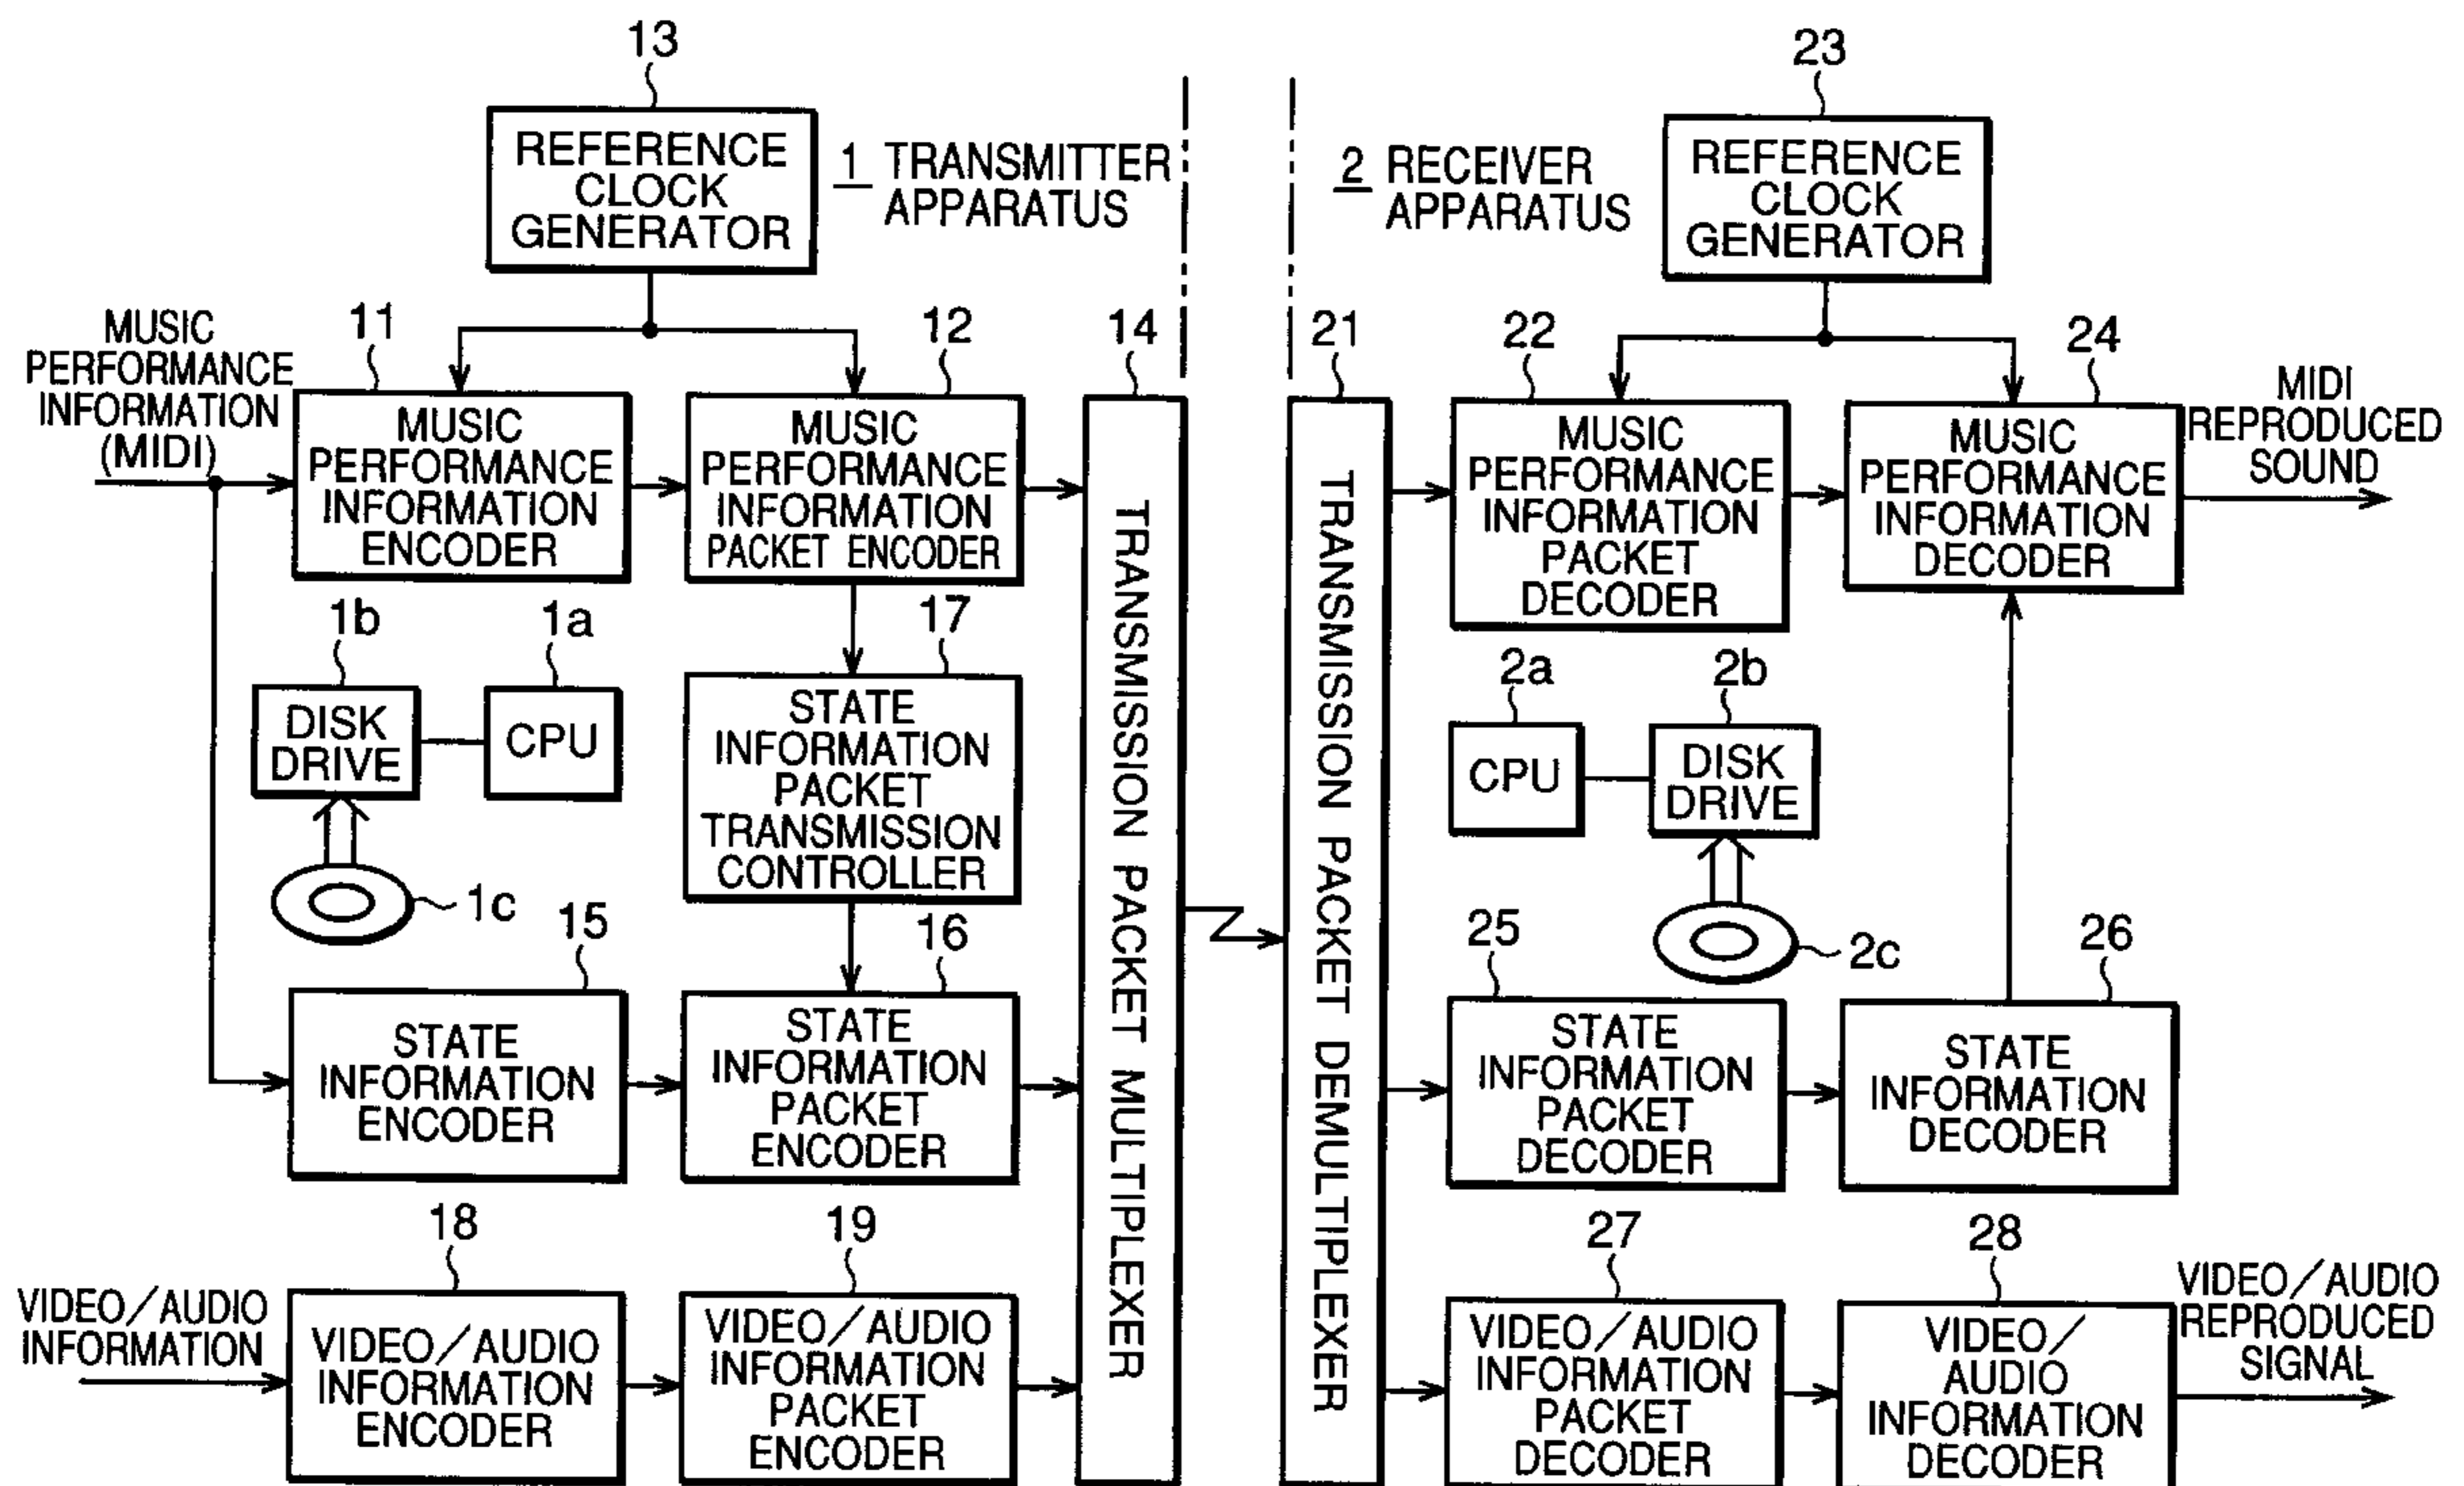 13
REFERENCE
CLOCK
GENERATOR
1 TRANSMITTER
APPARATUS
2 RECEIVER
APPARATUS
23
REFERENCE
CLOCK
GENERATOR
MUSIC
PERFORMANCE
INFORMATION
(MIDI)
11
MUSIC
PERFORMANCE
INFORMATION
ENCODER
12
MUSIC
PERFORMANCE
INFORMATION
PACKET ENCODER
14
TRANSMISSION PACKET MULTIPLEXER
21
TRANSMISSION PACKET DEMULTIPLEXER
22
MUSIC
PERFORMANCE
INFORMATION
PACKET
DECODER
24
MUSIC
PERFORMANCE
INFORMATION
DECODER
MIDI
REPRODUCED
SOUND
1b
DISK
DRIVE
1a
CPU
1c
17
STATE
INFORMATION
PACKET
TRANSMISSION
CONTROLLER
2a
CPU
2b
DISK
DRIVE
2c
15
STATE
INFORMATION
ENCODER
16
STATE
INFORMATION
PACKET
ENCODER
25
STATE
INFORMATION
PACKET
DECODER
26
STATE
INFORMATION
DECODER
VIDEO/AUDIO
INFORMATION
18
VIDEO/AUDIO
INFORMATION
ENCODER
19
VIDEO/AUDIO
INFORMATION
PACKET
ENCODER
27
VIDEO/AUDIO
INFORMATION
PACKET
DECODER
28
VIDEO/
AUDIO
INFORMATION
DECODER
VIDEO/AUDIO
REPRODUCED
SIGNAL